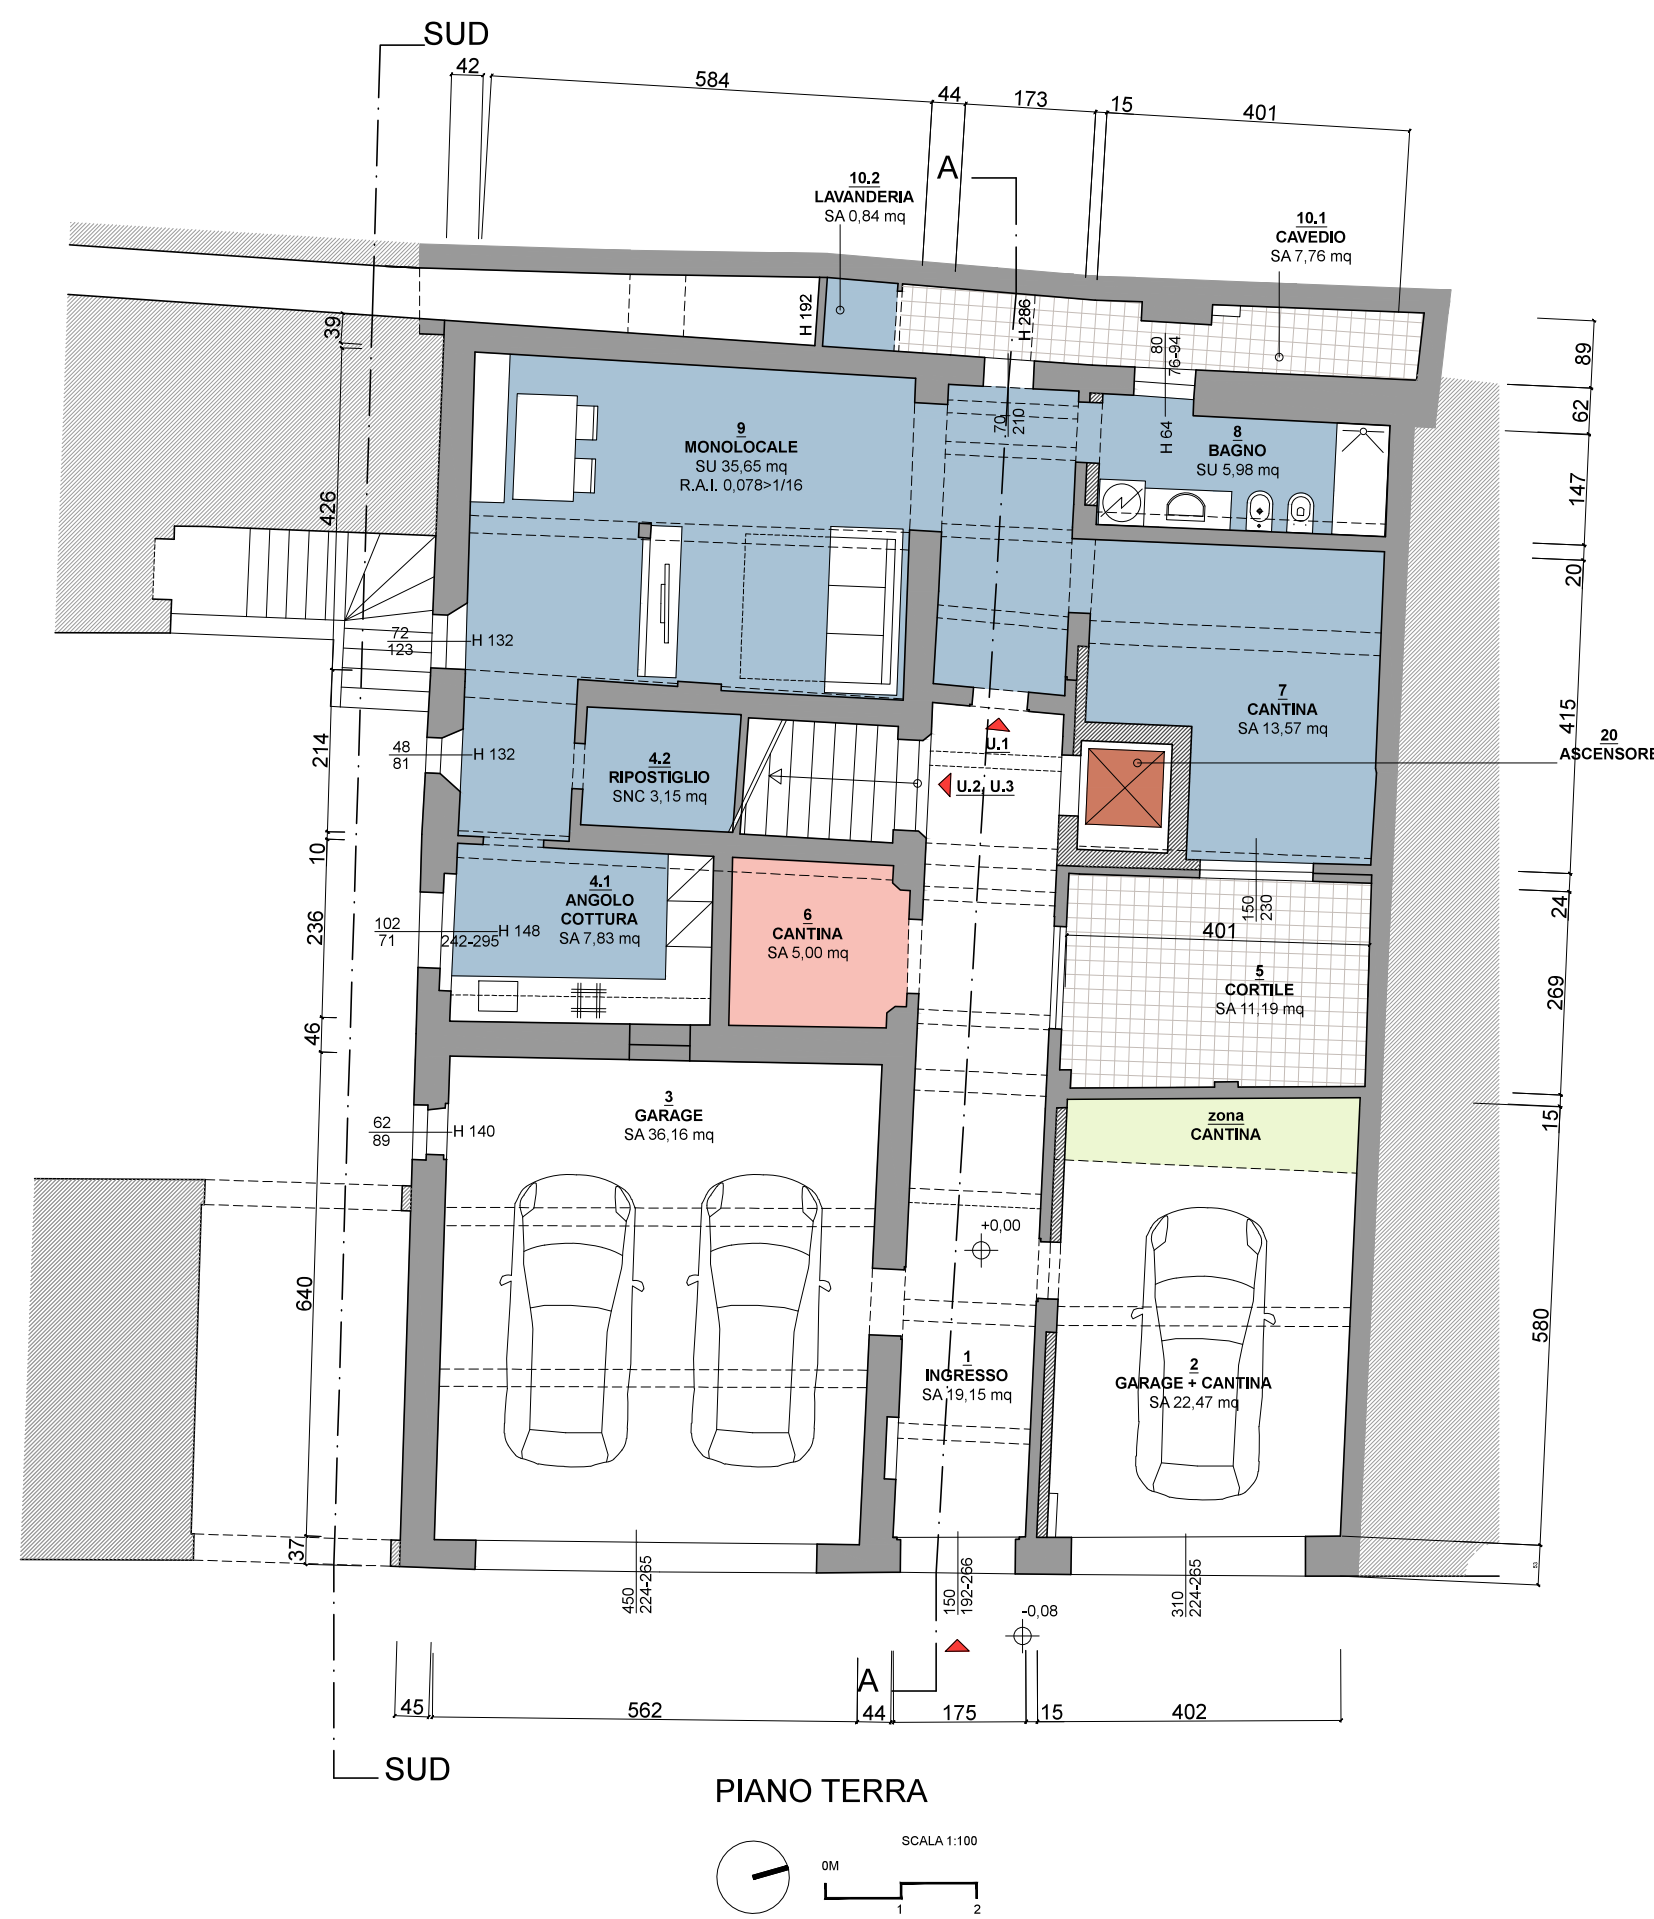 SUD
42
584
44
173
15
401
A
10.2
LAVANDERIA
SA 0,84 mq
10.1
CAVEDIO
SA 7,76 mq
H 192
H 286
80
76-94
H 64
70
210
39
426
214
10
236
46
640
37
89
62
147
20
415
24
269
15
580
53
9
MONOLOCALE
SU 35,65 mq
R.A.I. 0,078>1/16
8
BAGNO
SU 5,98 mq
72
123
H 132
48
81
H 132
4.2
RIPOSTIGLIO
SNC 3,15 mq
U.1
U.2, U.3
7
CANTINA
SA 13,57 mq
20
ASCENSORE
4.1
ANGOLO
COTTURA
SA 7,83 mq
102
71
242-295
H 148
6
CANTINA
SA 5,00 mq
150
230
401
5
CORTILE
SA 11,19 mq
3
GARAGE
SA 36,16 mq
62
89
H 140
zona
CANTINA
+0,00
1
INGRESSO
SA 19,15 mq
2
GARAGE + CANTINA
SA 22,47 mq
450
224-265
150
192-266
310
224-265
-0,08
A
45
562
44
175
15
402
SUD
PIANO TERRA
SCALA 1:100
0M
1
2